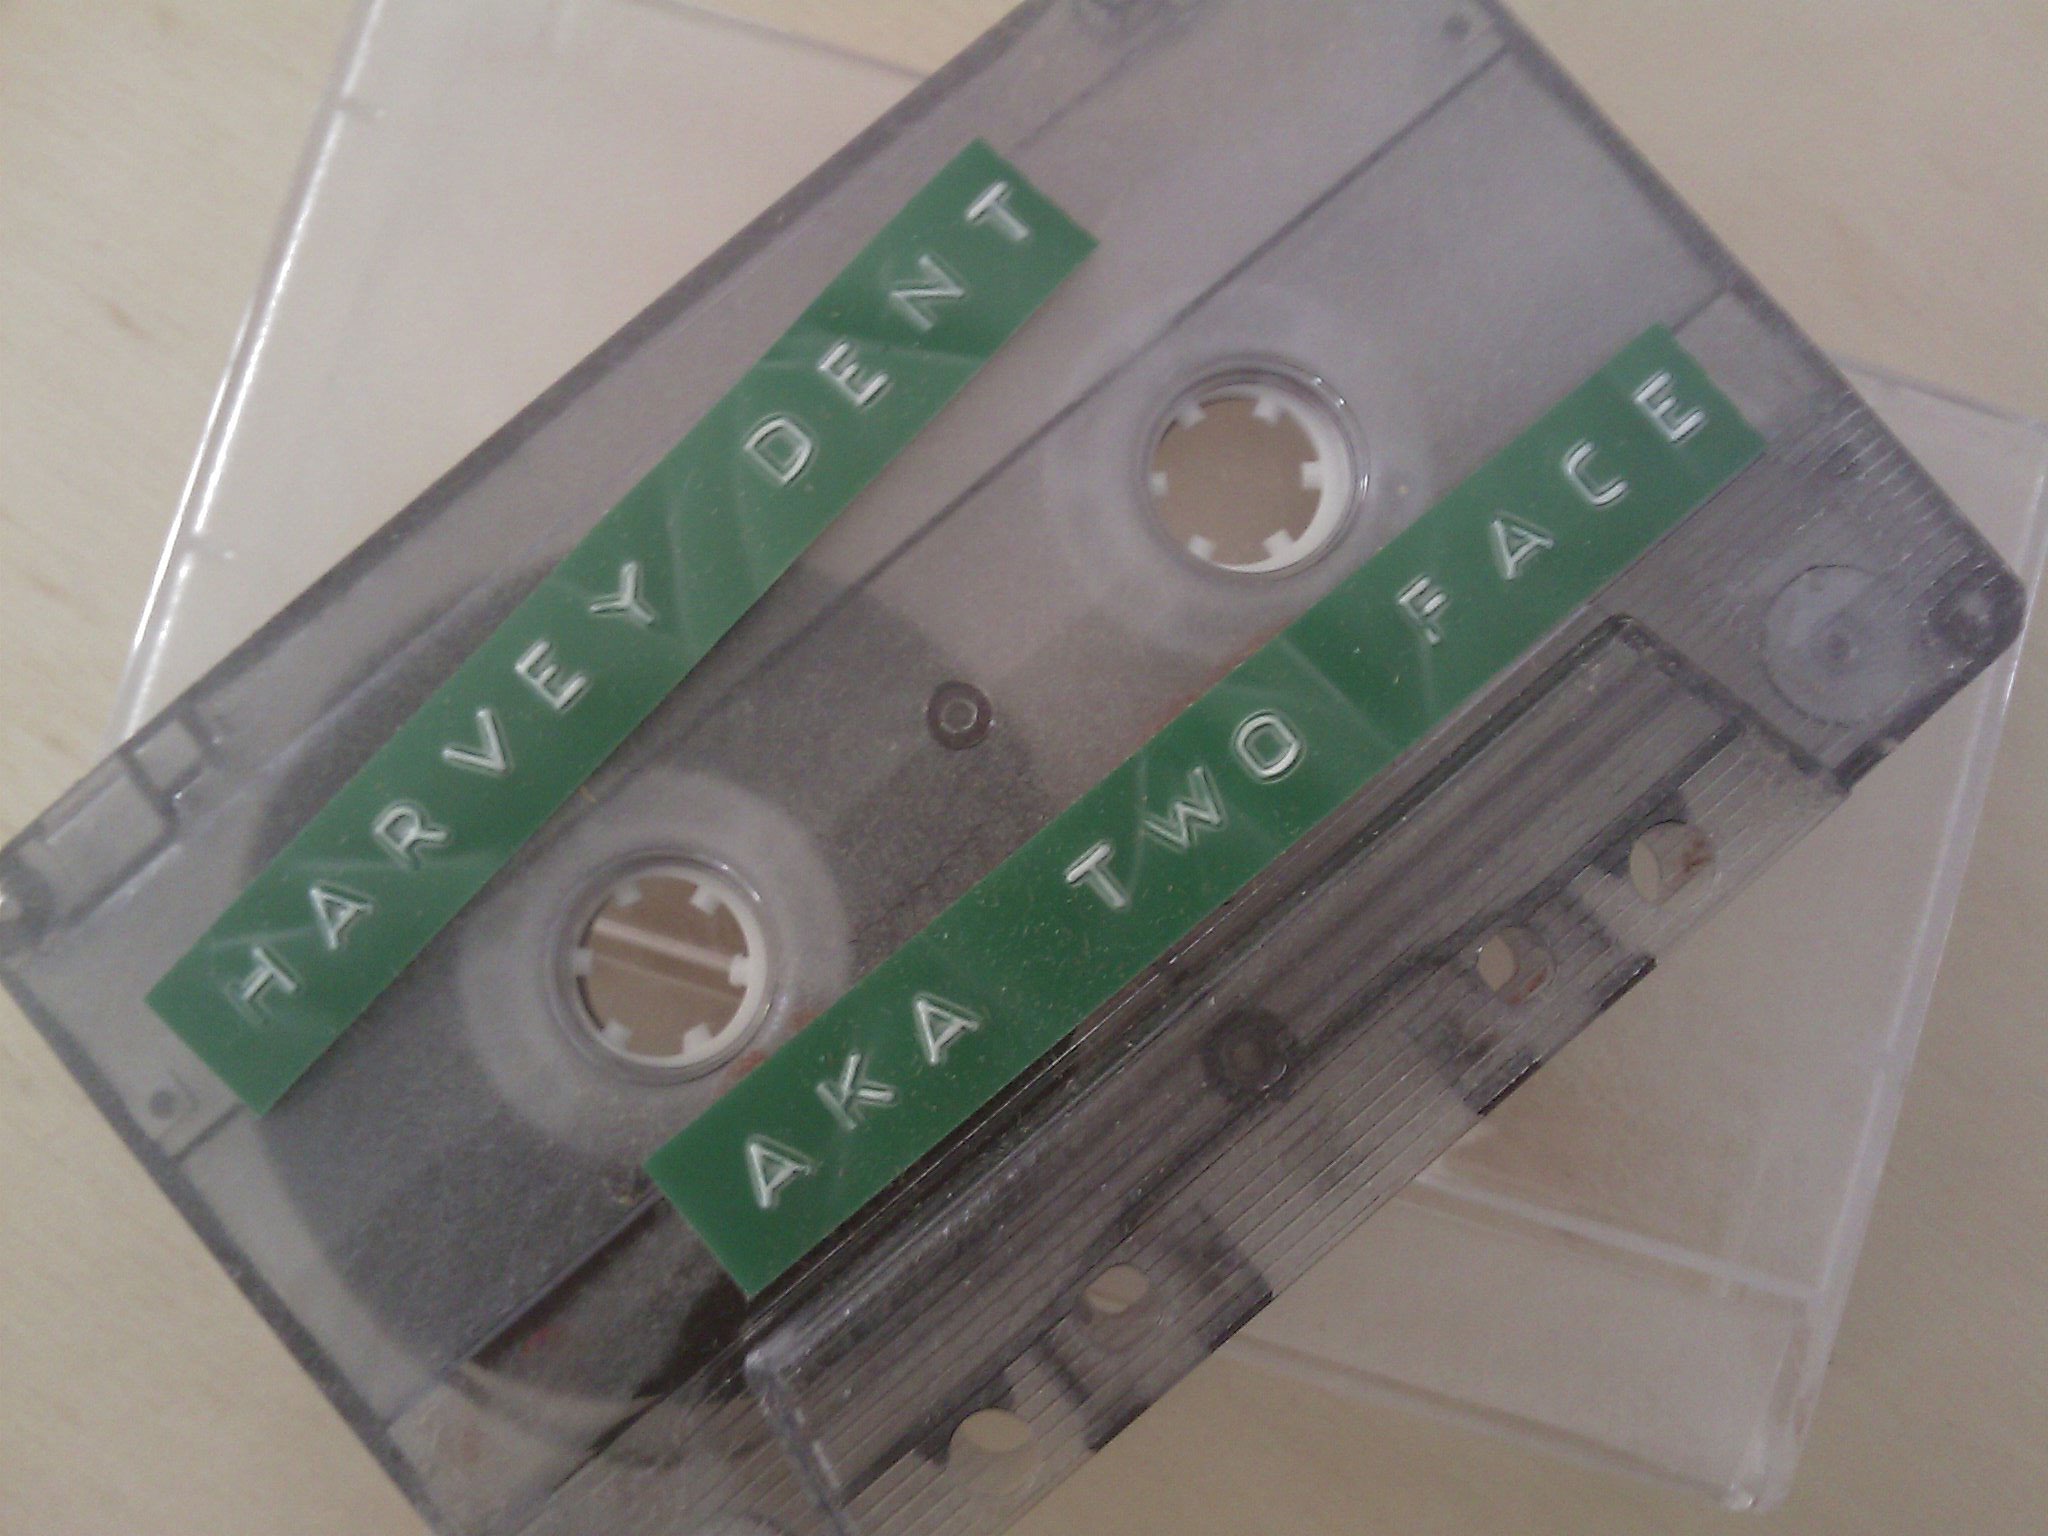 HARVEY DENT
AKA TWO FACE